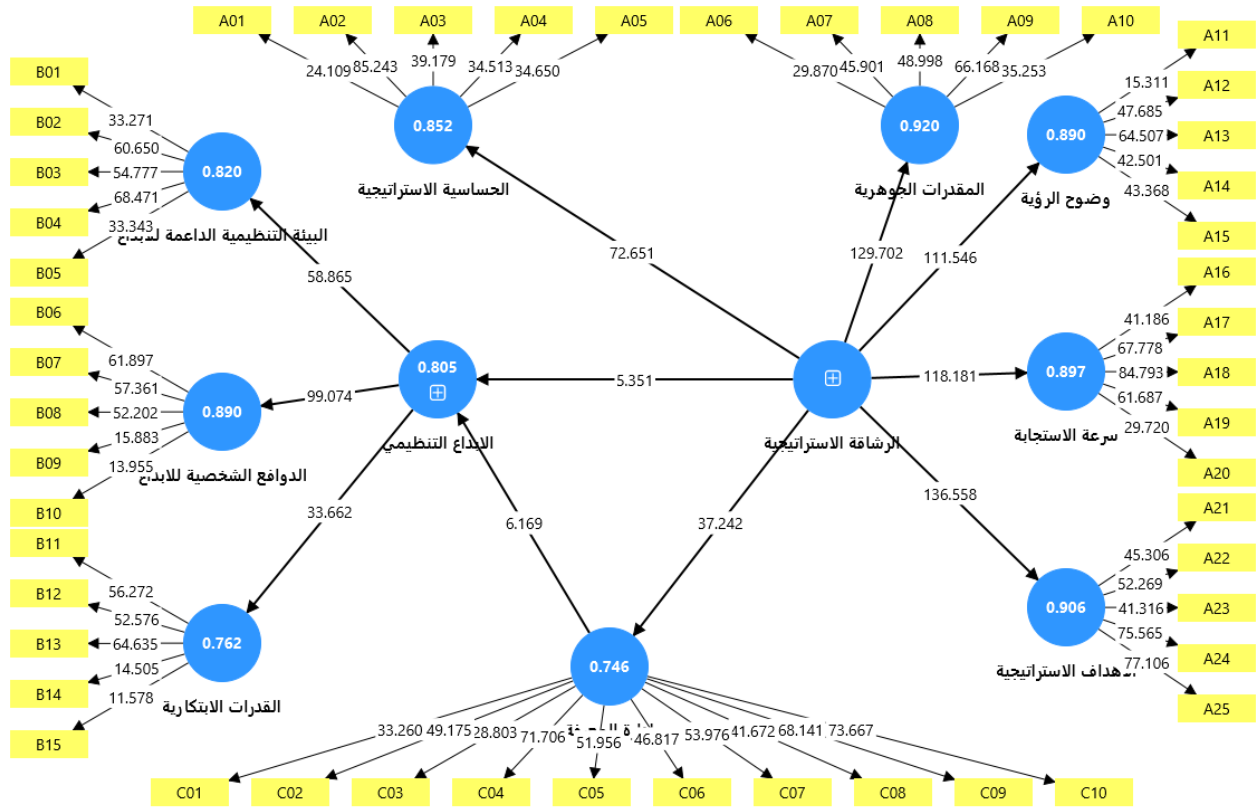 A01 A02 A03 A04 A05 A06 A07 A08 A09 A10
24.109 85.243 39.179 34.513 34.650
29.870 45.901 48.998 66.168 35.253
0.852
الحساسية الاستراتيجية
0.920
المقدرات الجوهرية
A11
A12
A13
A14
A15
15.311
47.685
64.507
42.501
43.368
0.890
وضوح الرؤية
B01
B02
B03
B04
B05
33.271
60.650
54.777
68.471
33.343
0.820
البيئة التنظيمية الداعمة
72.651
129.702
111.546
58.865
A16
A17
A18
A19
A20
41.186
67.778
84.793
61.687
29.720
0.897
سرعة الاستجابة
118.181
B06
B07
B08
B09
B10
61.897
57.361
52.202
15.883
13.955
0.890
الدوافع الشخصية
99.074
0.805
الابداع التنظيمي
5.351
الرشاقة الاستراتيجية
136.558
33.662
6.169
37.242
A21
A22
A23
A24
A25
45.306
52.269
41.316
75.565
77.106
0.906
الاستراتيجية
B11
B12
B13
B14
B15
56.272
52.576
64.635
14.505
11.578
0.762
القدرات الابتكارية
0.746
33.260 49.175 28.803 71.706 51.956 46.817 53.976 41.672 68.141 73.667
C01 C02 C03 C04 C05 C06 C07 C08 C09 C10